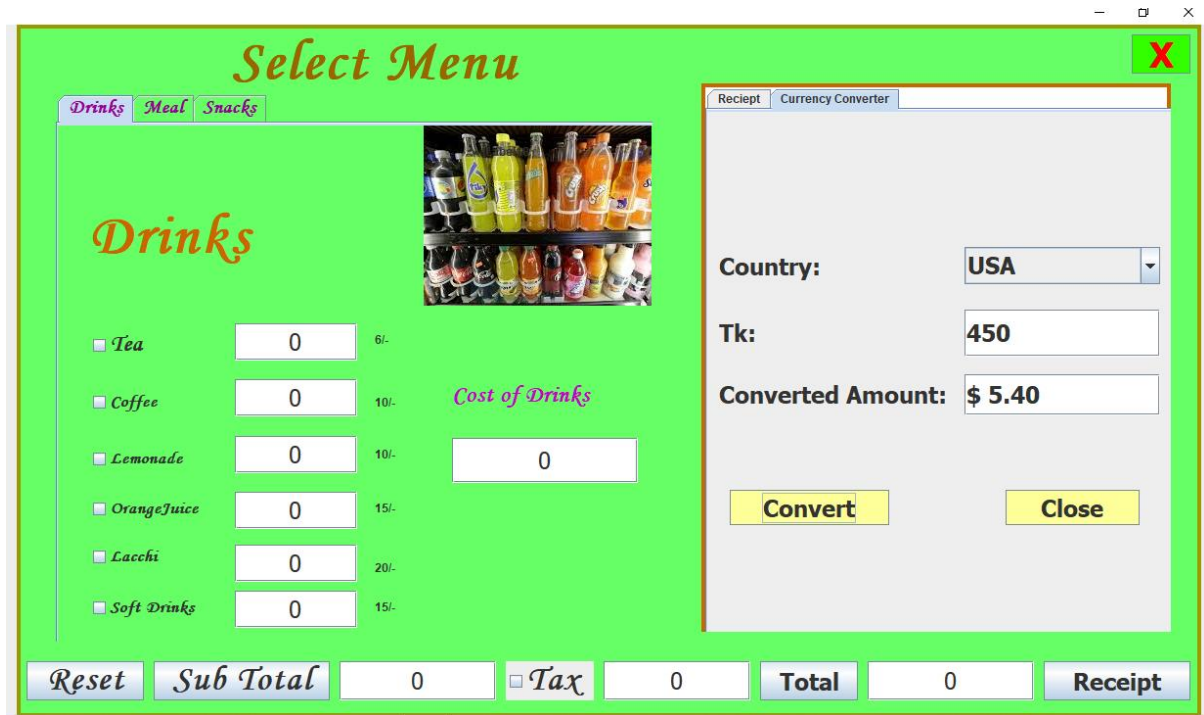 Select Menu
X
Drinks Meal Snacks
Reciept Currency Converter
Drinks
Country: USA
Tk: 450
Converted Amount: $ 5.40
Convert Close
Tea 0 6/-
Coffee 0 10/-
Cost of Drinks
Lemonade 0 10/-
0
OrangeJuice 0 15/-
Lacchi 0 20/-
Soft Drinks 0 15/-
Reset Sub Total 0 Tax 0 Total 0 Receipt